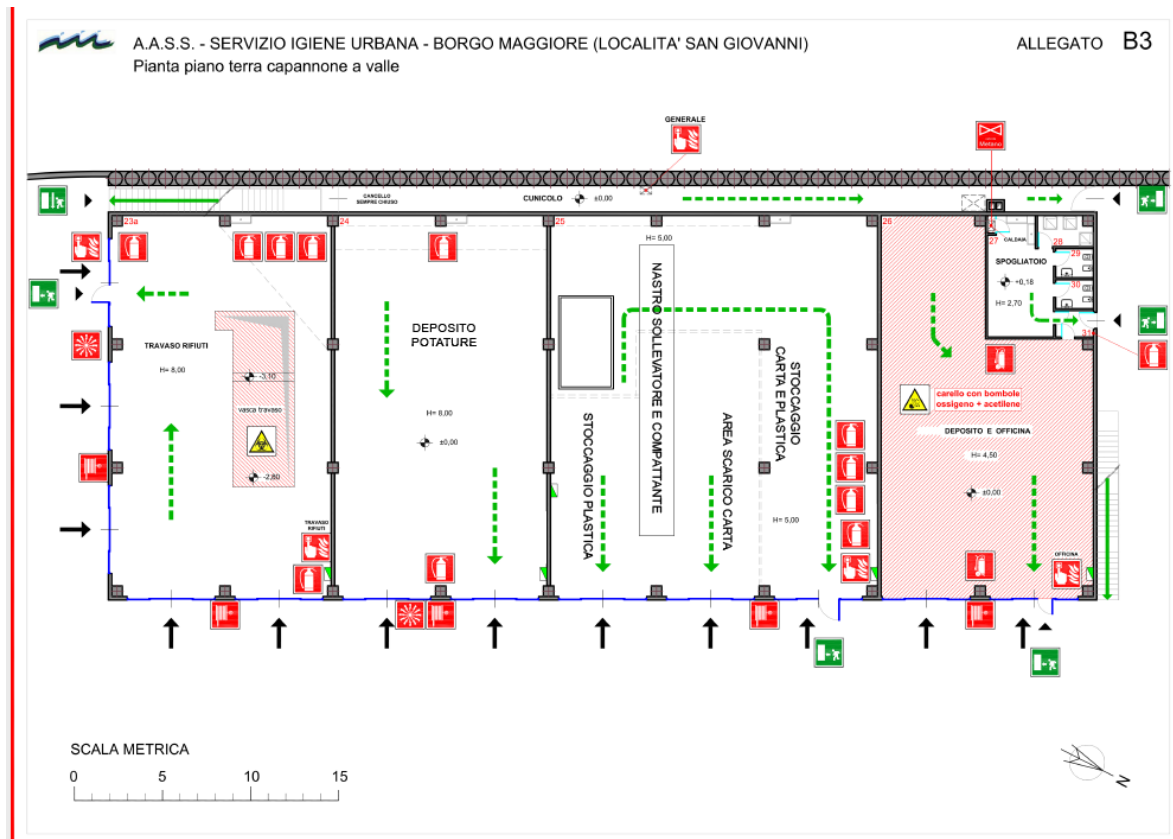 A.A.S.S. - SERVIZIO IGIENE URBANA - BORGO MAGGIORE (LOCALITA' SAN GIOVANNI)
ALLEGATO B3
Pianta piano terra capannone a valle
GENERALE
Metano
CANCELLO
SEMPRE CHIUSO
CUNICOLO
±0,00
23a
24
25
26
27
CALDAIA
28
H= 5,00
29
SPOGLIATOIO
+0,18
30
H= 2,70
31
DEPOSITO
POTATURE
TRAVASO RIFIUTI
H= 8,00
-3,10
vasca travaso
-2,80
H= 8,00
±0,00
NASTRO SOLLEVATORE E COMPATTANTE
STOCCAGGIO
CARTA E PLASTICA
STOCCAGGIO PLASTICA
AREA SCARICO CARTA
H= 5,00
carello con bombole
ossigeno + acetilene
DEPOSITO E OFFICINA
H= 4,50
±0,00
TRAVASO
RIFIUTI
OFFICINA
SCALA METRICA
0 5 10 15
N